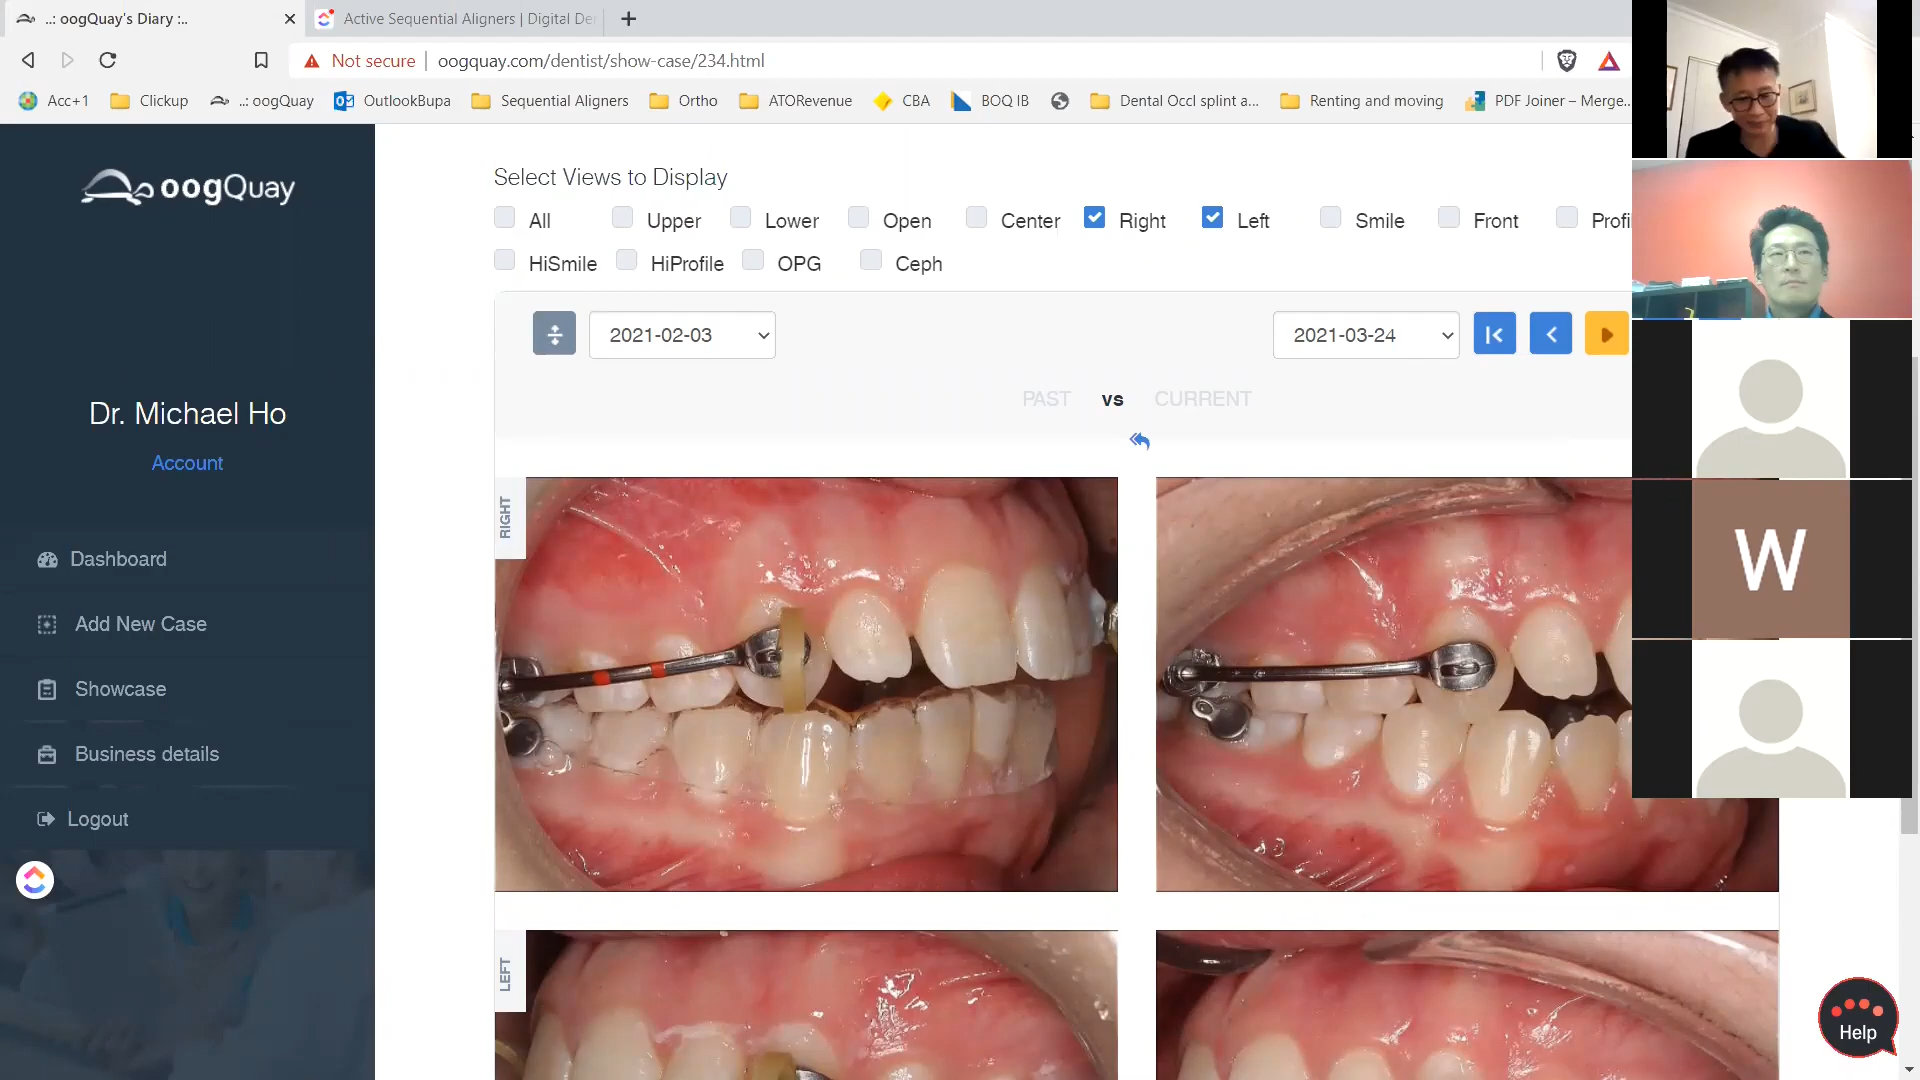 ..: oogQuay's Diary :..
Active Sequential Aligners | Digital De
Not secure
oogquay.com/dentist/show-case/234.html
Acc+1
Clickup
..: oogQuay
OutlookBupa
Sequential Aligners
Ortho
ATORevenue
CBA
BOQ IB
Dental Occl splint a...
Renting and moving
PDF Joiner – Merge...
oogQuay
Dr. Michael Ho
Account
Dashboard
Add New Case
Showcase
Business details
Logout
Select Views to Display
All
Upper
Lower
Open
Center
Right
Left
Smile
Front
Profi
HiSmile
HiProfile
OPG
Ceph
2021-02-03
2021-03-24
PAST vs CURRENT
RIGHT
LEFT
W
Help